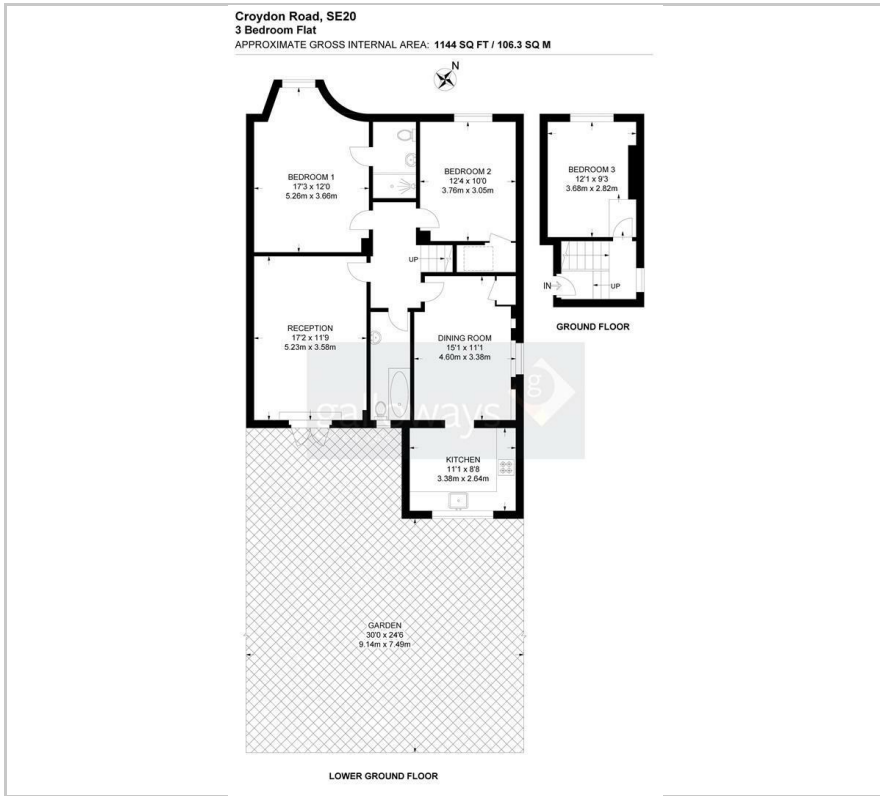 Croydon Road, SE20
3 Bedroom Flat
APPROXIMATE GROSS INTERNAL AREA: 1144 SQ FT / 106.3 SQ M
N
BEDROOM 1
17'3 x 12'0
5.26m x 3.66m
BEDROOM 2
12'4 x 10'0
3.76m x 3.05m
BEDROOM 3
12'1 x 9'3
3.68m x 2.82m
UP
IN
UP
GROUND FLOOR
RECEPTION
17'2 x 11'9
5.23m x 3.58m
DINING ROOM
15'1 x 11'1
4.60m x 3.38m
galloways
g
KITCHEN
11'1 x 8'8
3.38m x 2.64m
GARDEN
30'0 x 24'6
9.14m x 7.49m
LOWER GROUND FLOOR